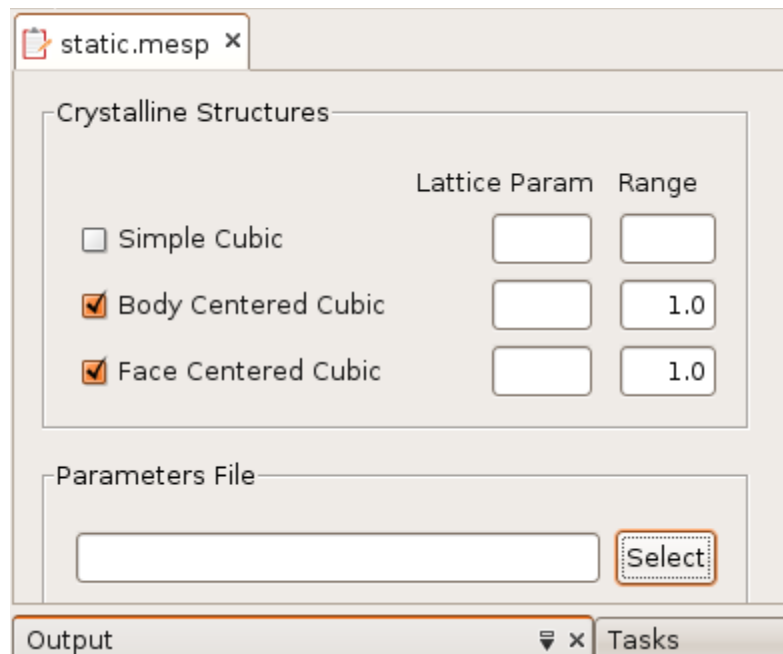 static.mesp
Crystalline Structures
Lattice Param Range
Simple Cubic
Body Centered Cubic 1.0
Face Centered Cubic 1.0
Parameters File
Select
Output Tasks